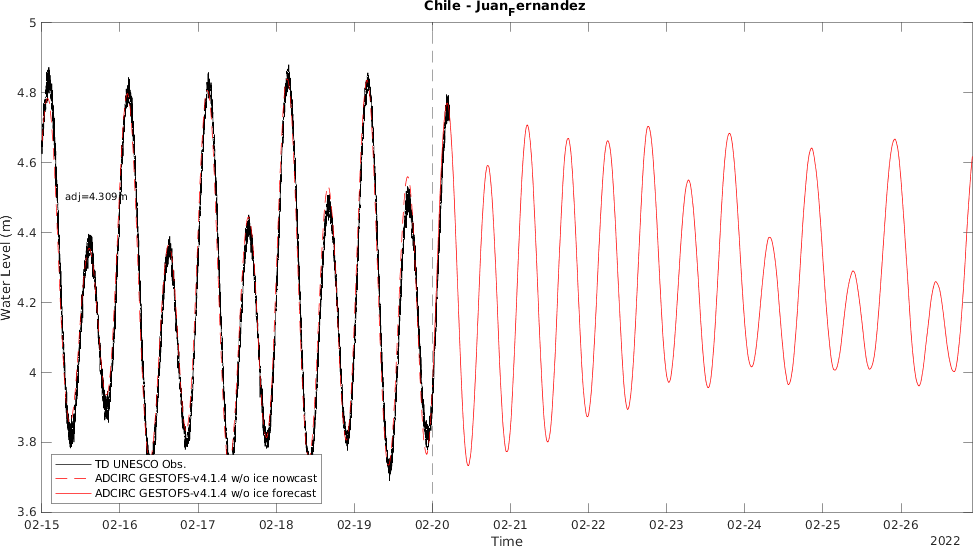 Chile - JuanFernandez
5
4.8
4.6
4.4
4.2
4
3.8
3.6
Water Level (m)
adj=4.309m
TD UNESCO Obs.
ADCIRC GESTOFS-v4.1.4 w/o ice nowcast
ADCIRC GESTOFS-v4.1.4 w/o ice forecast
02-15 02-16 02-17 02-18 02-19 02-20 02-21 02-22 02-23 02-24 02-25 02-26
Time
2022